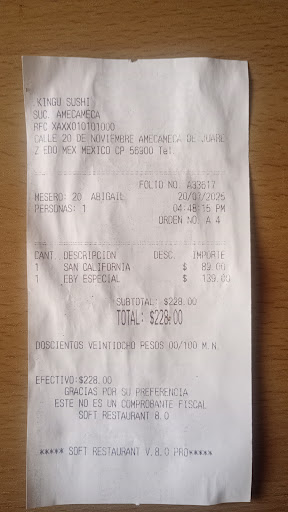 KINGU SUSHI
SUC. AMECAMECA
RFC XAXX010101000
CALLE 20 DE NOVIEMBRE AMECAMECA DE JUARE
Z EDO MEX MEXICO CP 56900 Tel.
FOLIO NO. A33617
MESERO: 20 ABIGAIL 20/07/2025
PERSONAS: 1 04:48:15 PM
ORDEN NO. A 4
CANT. DESCRIPCION DESC. IMPORTE
1 SAN CALIFORNIA $ 89.00
1 EBY ESPECIAL $ 139.00
SUBTOTAL: $228.00
TOTAL: $228.00
DOSCIENTOS VEINTIOCHO PESOS 00/100 M.N.
EFECTIVO:$228.00
GRACIAS POR SU PREFERENCIA
ESTE NO ES UN COMPROBANTE FISCAL
SOFT RESTAURANT 8.0
***** SOFT RESTAURANT V.8.0 PRO*****